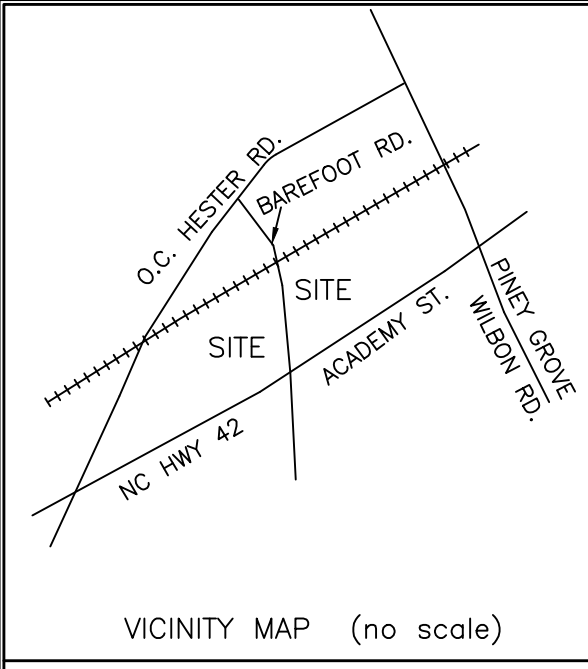 O.C. HESTER RD.
BAREFOOT RD.
SITE
SITE
ACADEMY ST.
PINEY GROVE
WILBON RD.
NC HWY 42
VICINITY MAP (no scale)